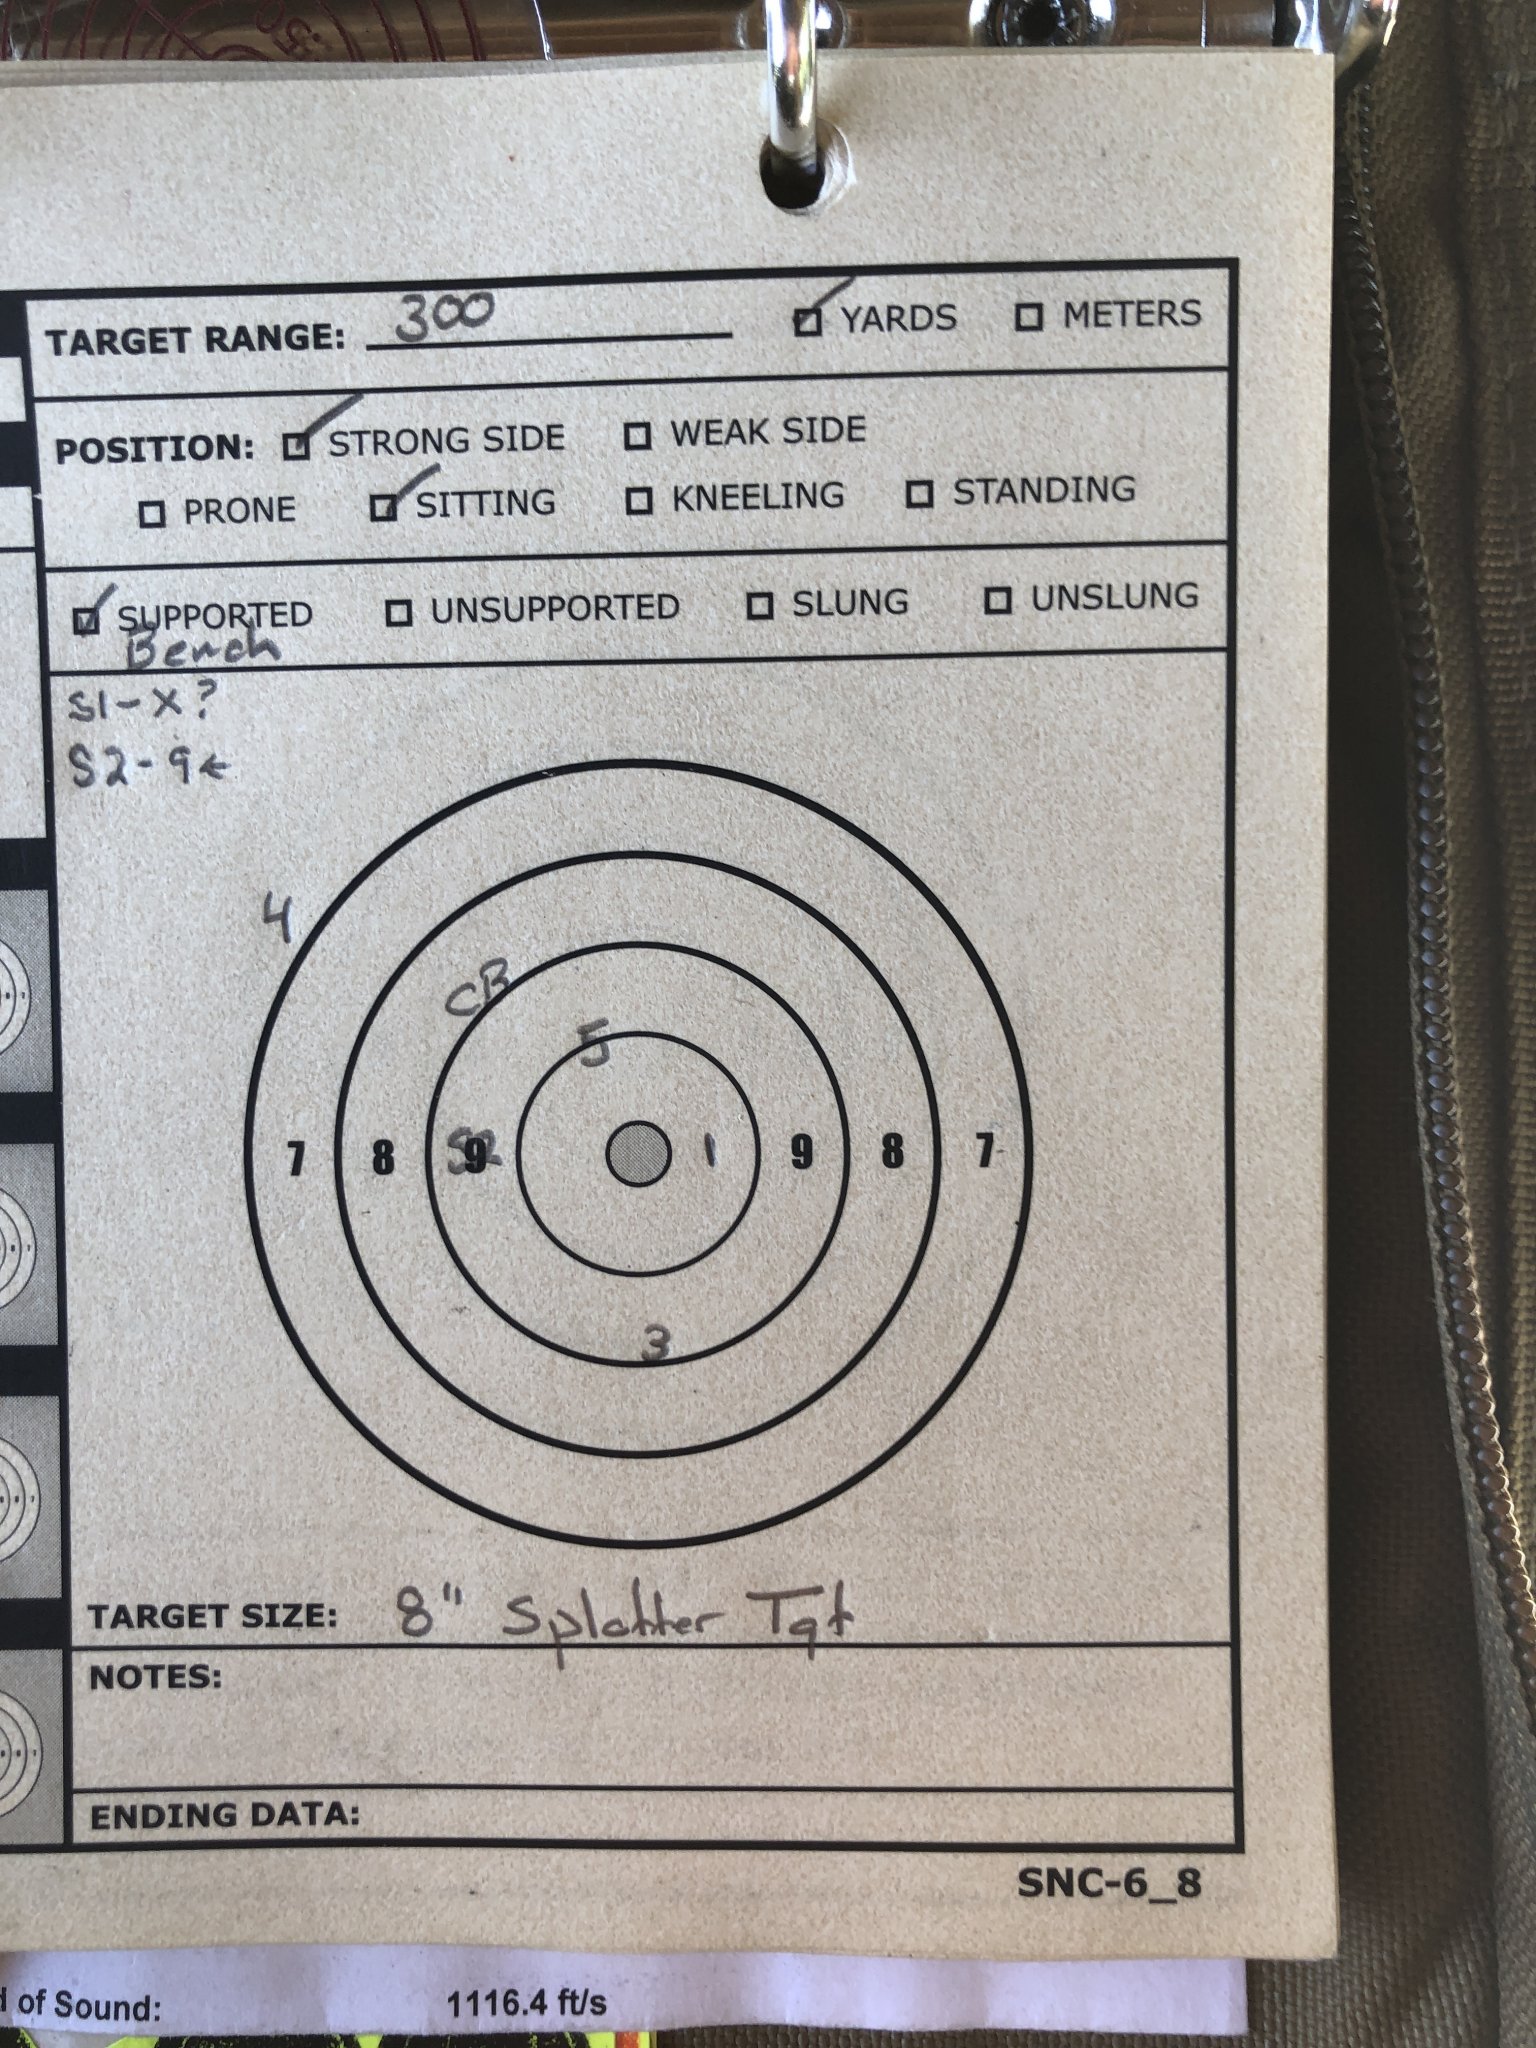 TARGET RANGE: 300 YARDS METERS
POSITION: STRONG SIDE WEAK SIDE
PRONE SITTING KNEELING STANDING
SUPPORTED UNSUPPORTED SLUNG UNSLUNG
Bench
S1-X?
S2-9←
4
CB
5
7 8 S2 9 1 9 8 7
3
TARGET SIZE: 8" Splatter Tgt
NOTES:
ENDING DATA:
SNC-6_8
of Sound: 1116.4 ft/s